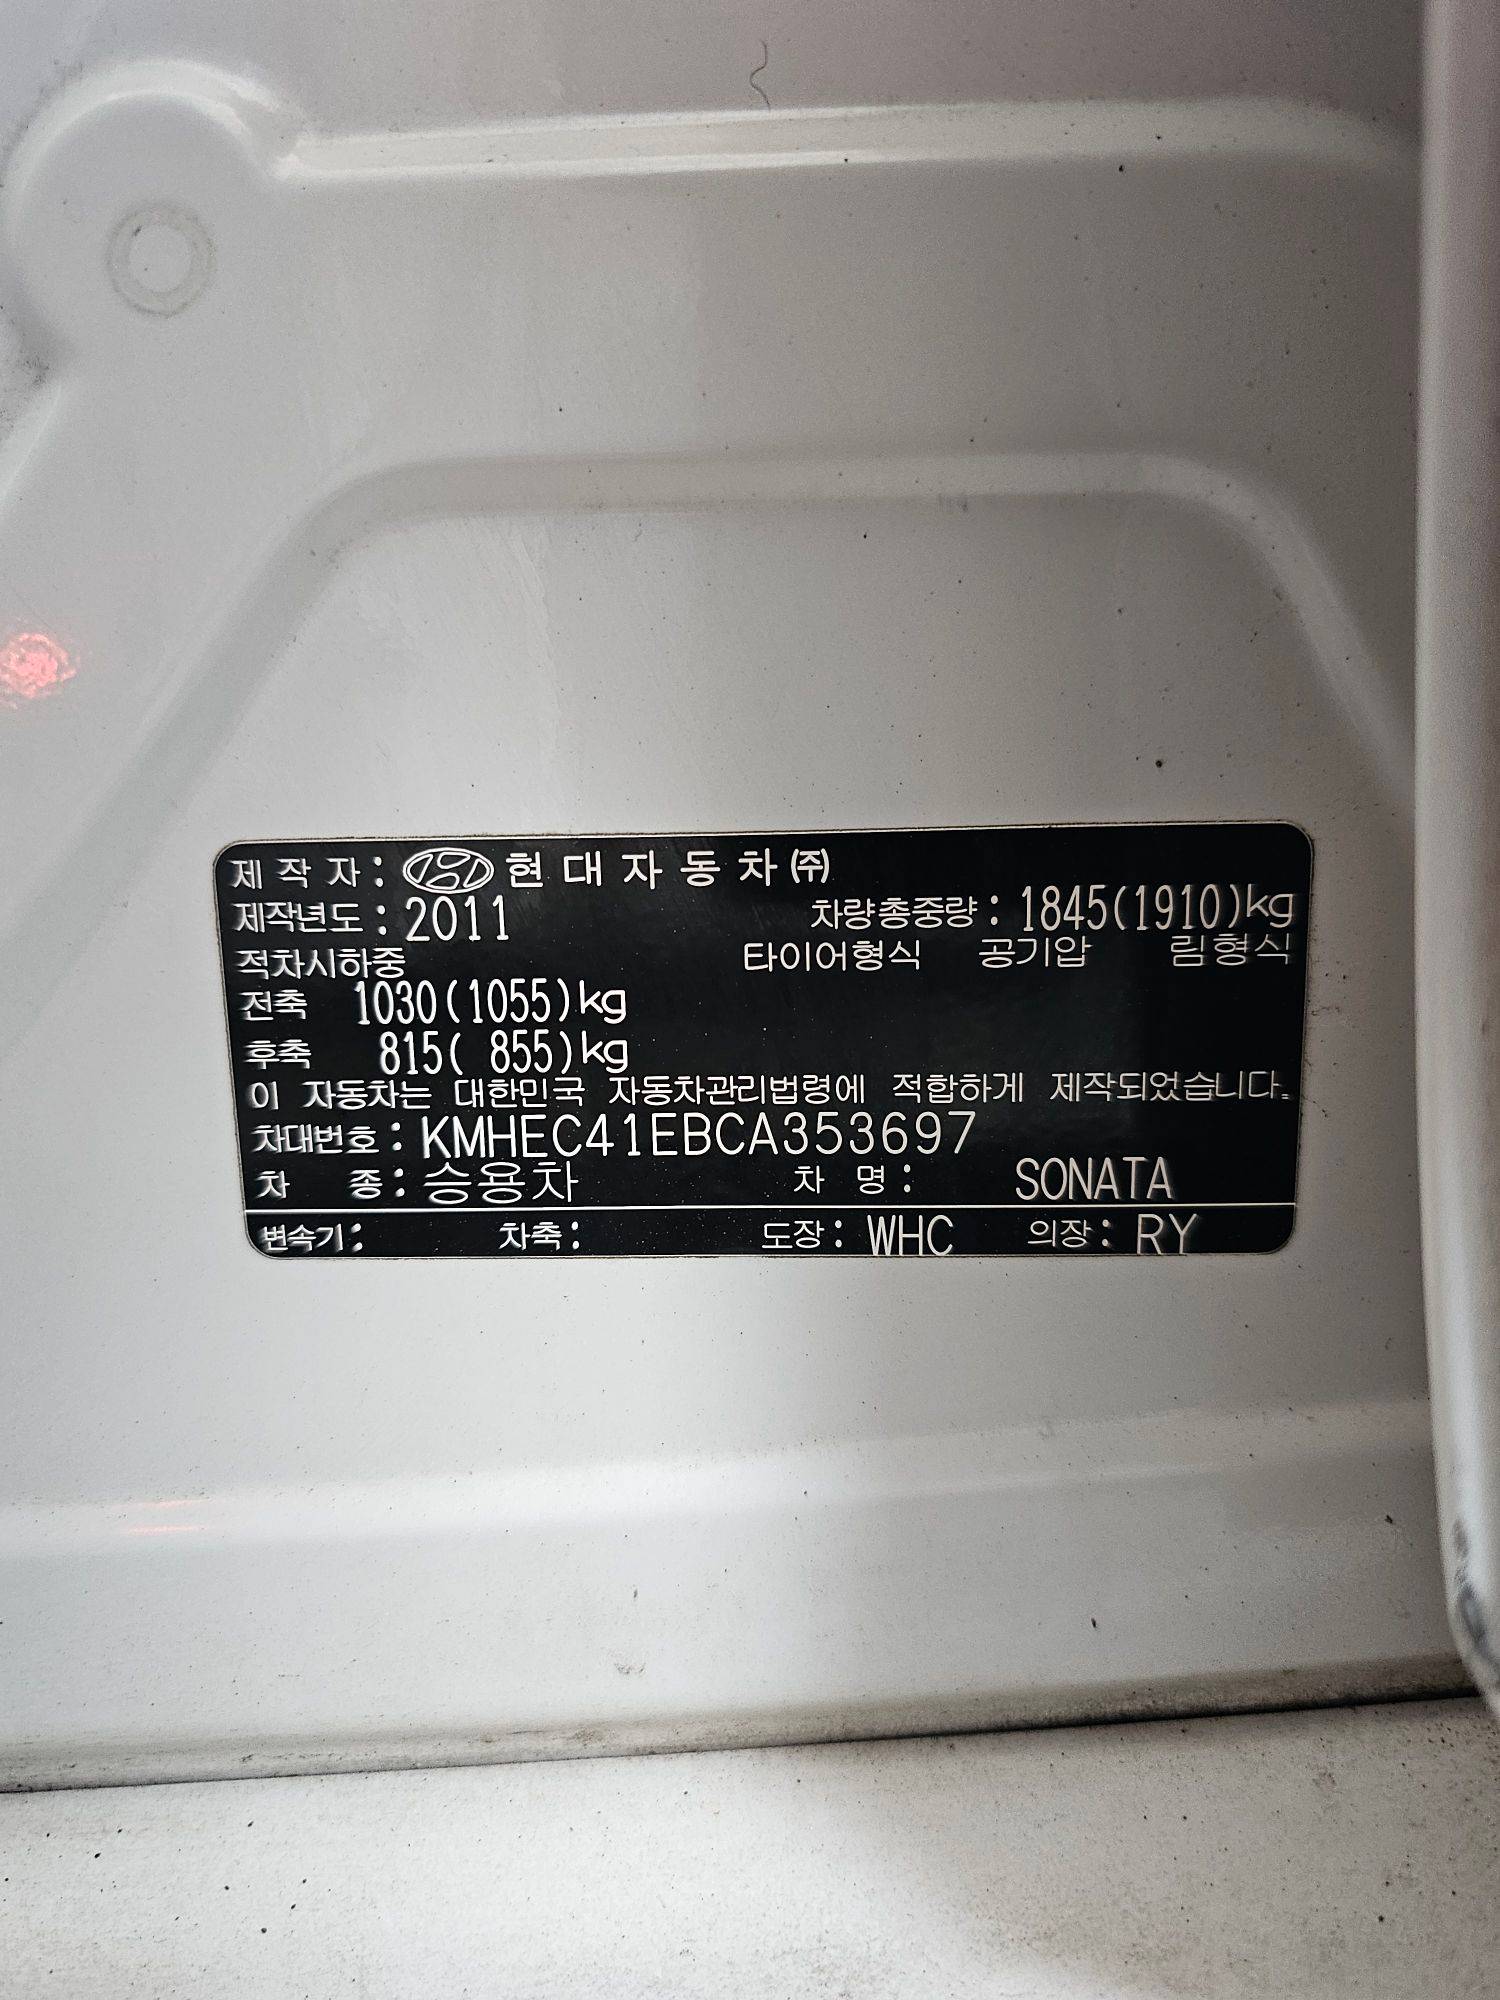 제 작 자 : 현 대 자 동 차 ㈜
제작년도 : 2011 차량총중량 : 1845(1910)kg
적차시하중 타이어형식 공기압 림형식
전축 1030(1055)kg
후축 815( 855)kg
이 자동차는 대한민국 자동차관리법령에 적합하게 제작되었습니다.
차대번호 : KMHEC41EBCA353697
차 종 : 승용차 차 명 : SONATA
변속기 : 차축 : 도장 : WHC 의장 : RY